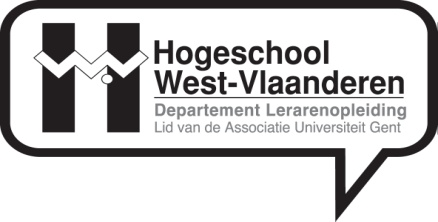 Hogeschool
West-Vlaanderen
Departement Lerarenopleiding
Lid van de Associatie Universiteit Gent